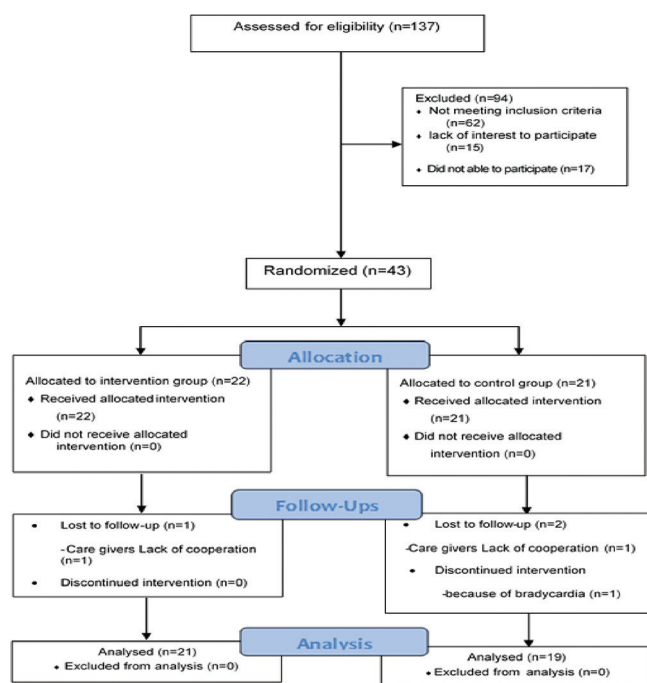 Assessed for eligibility (n=137)
Excluded (n=94)
♦ Not meeting inclusion criteria
(n=62)
♦ lack of interest to participate
(n=15)
♦ Did not able to participate (n=17)
Randomized (n=43)
Allocation
Allocated to intervention group (n=22)
♦ Received allocated intervention
(n=22)
♦ Did not receive allocated
intervention (n=0)
Allocated to control group (n=21)
♦ Received allocated intervention
(n=21)
♦ Did not receive allocated
intervention (n=0)
Follow-Ups
• Lost to follow-up (n=1)
-Care givers Lack of cooperation
(n=1)
• Discontinued intervention (n=0)
• Lost to follow-up (n=2)
-Care givers Lack of cooperation (n=1)
• Discontinued intervention
-because of bradycardia (n=1)
Analysis
Analysed (n=21)
♦ Excluded from analysis (n=0)
Analysed (n=19)
♦ Excluded from analysis (n=0)